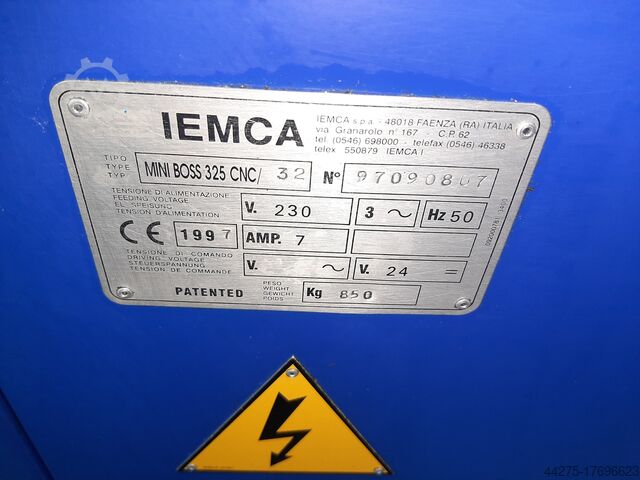 IEMCA
IEMCA s.p.a. - 48018 FAENZA (RA) ITALIA
via Granarolo n° 167 C.P. 62
tel. (0546) 698000 - telefax (0546) 46338
telex 550879 IEMCA I
TIPO
TYPE
TYP
MINI BOSS 325 CNC/ 32
N° 97090807
TENSIONE DI ALIMENTAZIONE
FEEDING VOLTAGE
EL. SPEISUNG
TENSION D'ALIMENTATION
V. 230
3 ~
Hz 50
CE 1997
AMP. 7
TENSIONE DI COMANDO
DRIVING VOLTAGE
STEUERSPANNUNG
TENSION DE COMMANDE
V. ~
V. 24 =
PATENTED
PESO
WEIGHT
GEWICHT
POIDS
Kg 850
44275-17696623